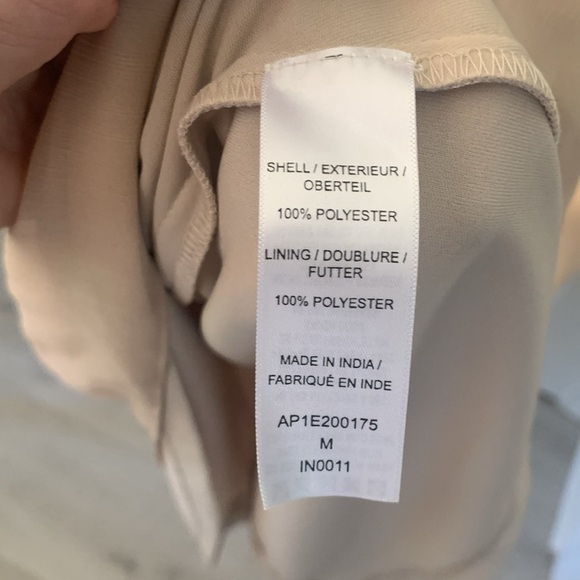 SHELL / EXTERIEUR /
OBERTEIL
100% POLYESTER
LINING / DOUBLURE /
FUTTER
100% POLYESTER
MADE IN INDIA /
FABRIQUÉ EN INDE
AP1E200175
M
IN0011